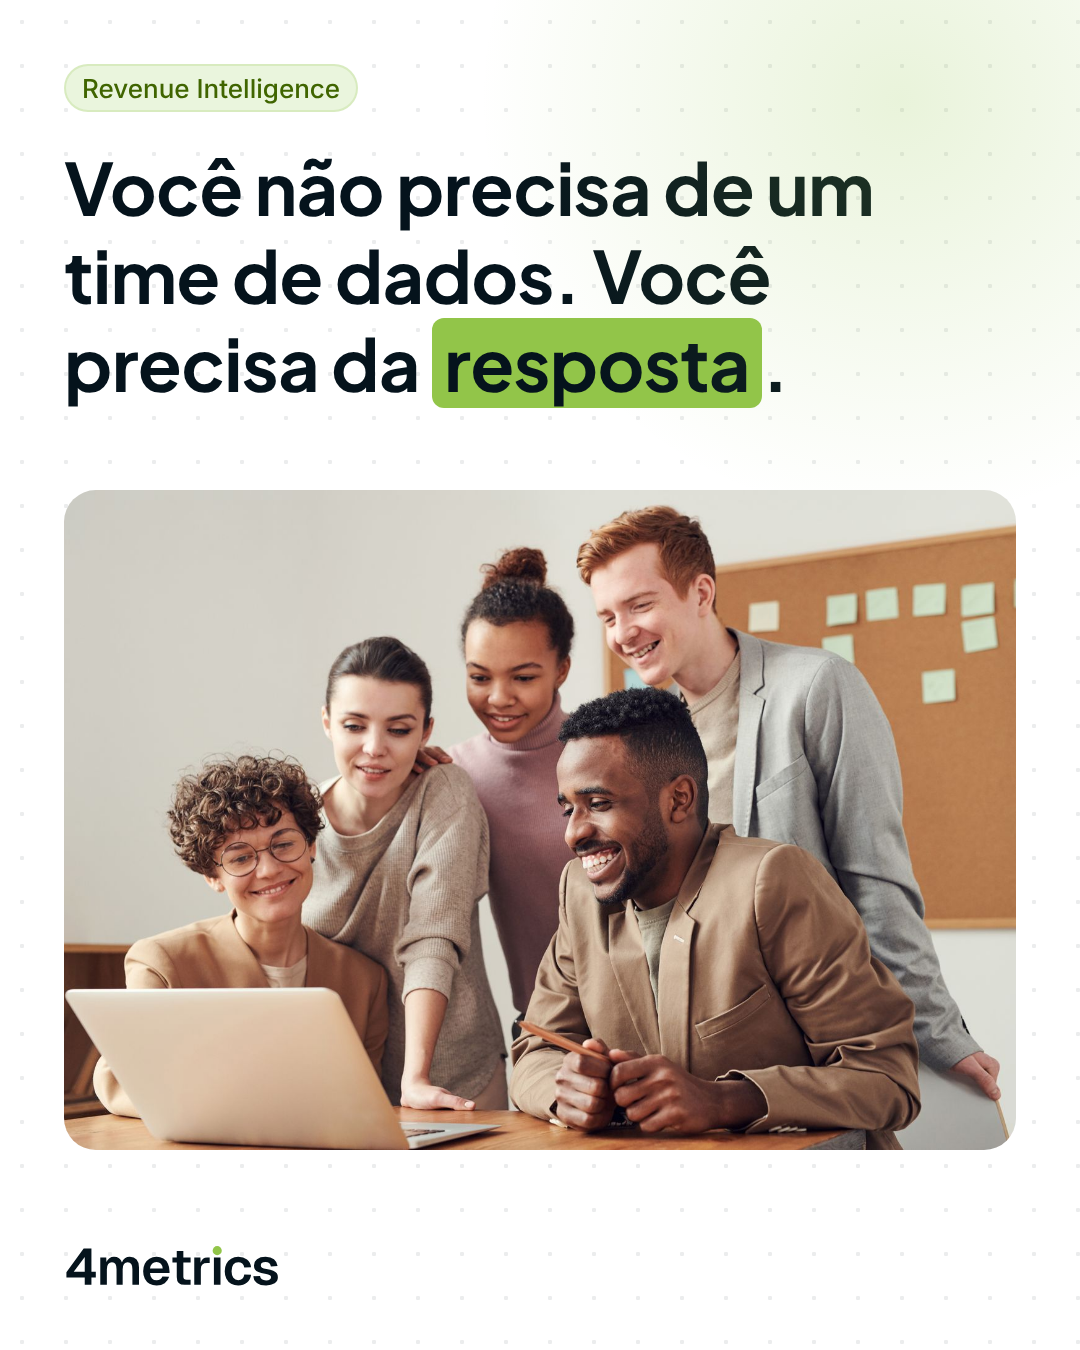 Revenue Intelligence
Você não precisa de um
time de dados. Você
precisa da resposta.
4metrics